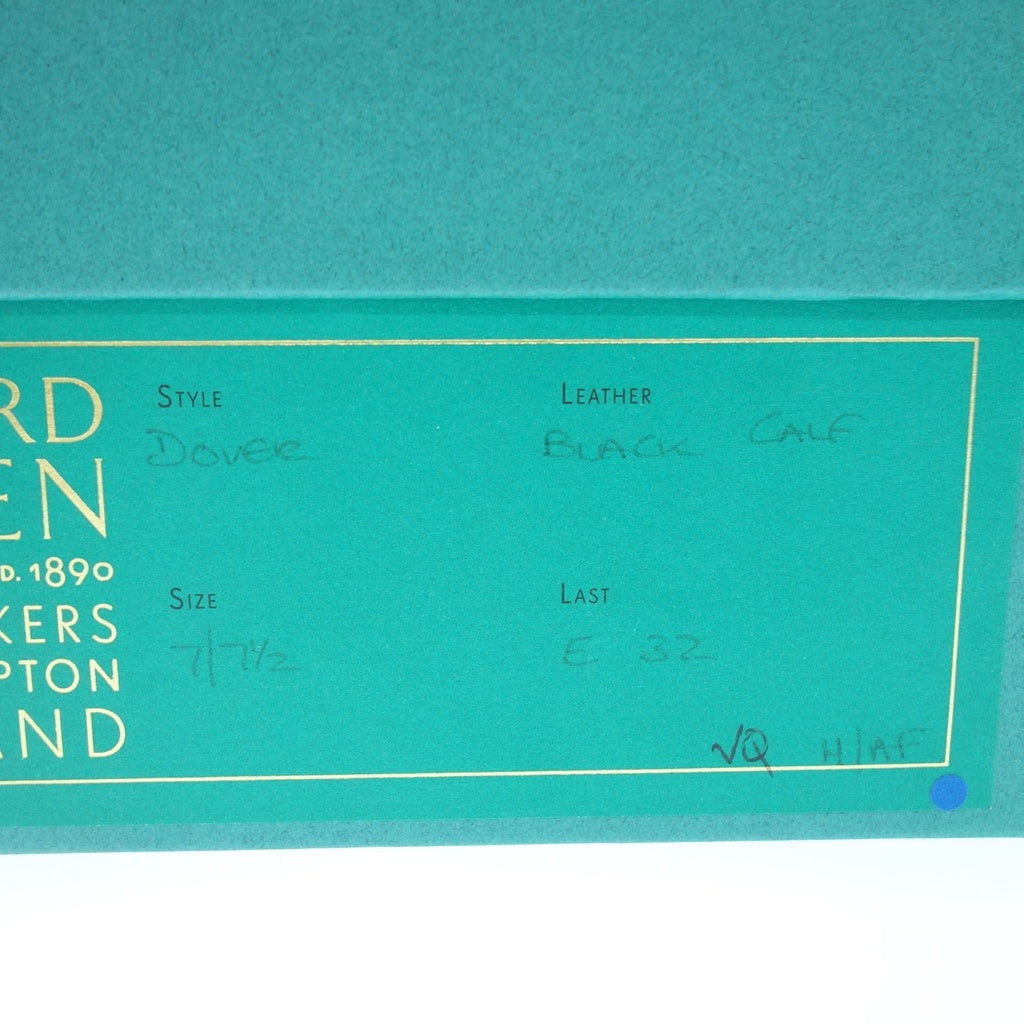 RD
EN
D. 1890
KERS
PTON
AND
STYLE
DOVER
LEATHER
BLACK CALF
SIZE
7/7½
LAST
E 32
√Q H/AF